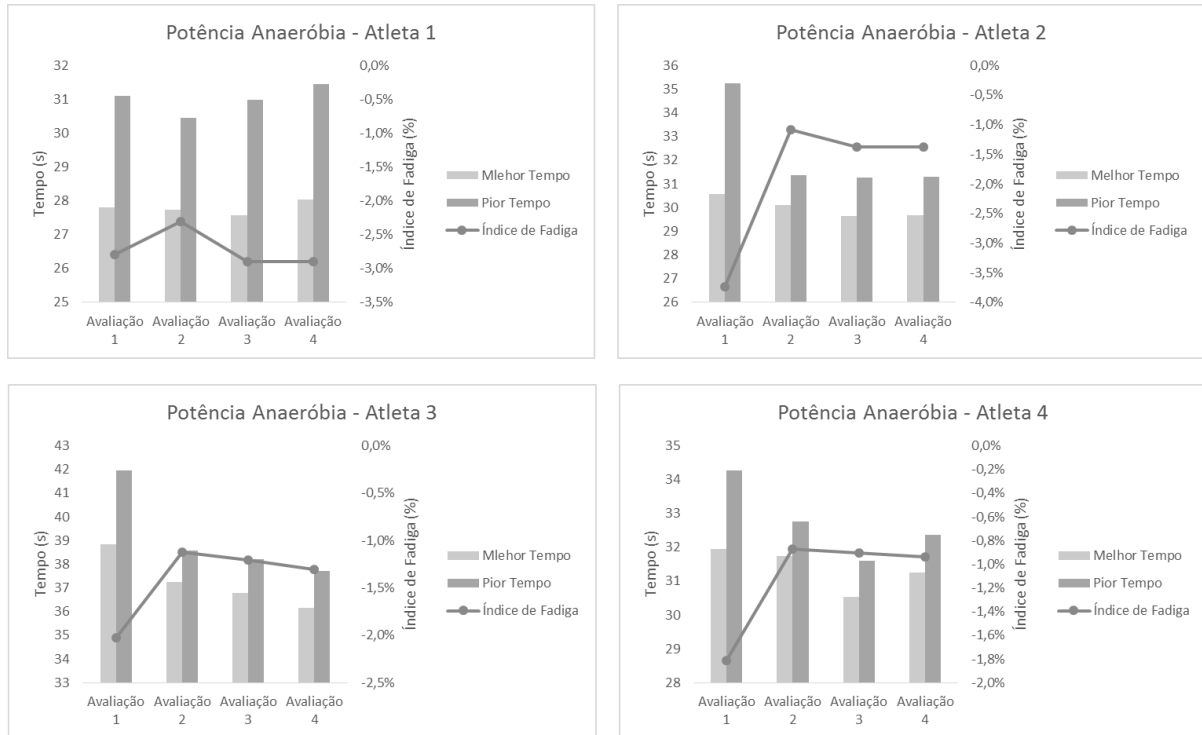 Potência Anaeróbia - Atleta 1
Tempo (s)
32
31
30
29
28
27
26
25
0,0%
-0,5%
-1,0%
-1,5%
-2,0%
-2,5%
-3,0%
-3,5%
Índice de Fadiga (%)
Avaliação 1
Avaliação 2
Avaliação 3
Avaliação 4
Mlehor Tempo
Pior Tempo
Índice de Fadiga
Potência Anaeróbia - Atleta 2
Tempo (s)
36
35
34
33
32
31
30
29
28
27
26
0,0%
-0,5%
-1,0%
-1,5%
-2,0%
-2,5%
-3,0%
-3,5%
-4,0%
Índice de Fadiga (%)
Avaliação 1
Avaliação 2
Avaliação 3
Avaliação 4
Melhor Tempo
Pior Tempo
Índice de Fadiga
Potência Anaeróbia - Atleta 3
Tempo (s)
43
42
41
40
39
38
37
36
35
34
33
0,0%
-0,5%
-1,0%
-1,5%
-2,0%
-2,5%
Índice de Fadiga (%)
Avaliação 1
Avaliação 2
Avaliação 3
Avaliação 4
Mlehor Tempo
Pior Tempo
Índice de Fadiga
Potência Anaeróbia - Atleta 4
Tempo (s)
35
34
33
32
31
30
29
28
0,0%
-0,2%
-0,4%
-0,6%
-0,8%
-1,0%
-1,2%
-1,4%
-1,6%
-1,8%
-2,0%
Índice de Fadiga (%)
Avaliação 1
Avaliação 2
Avaliação 3
Avaliação 4
Melhor Tempo
Pior Tempo
Índice de Fadiga